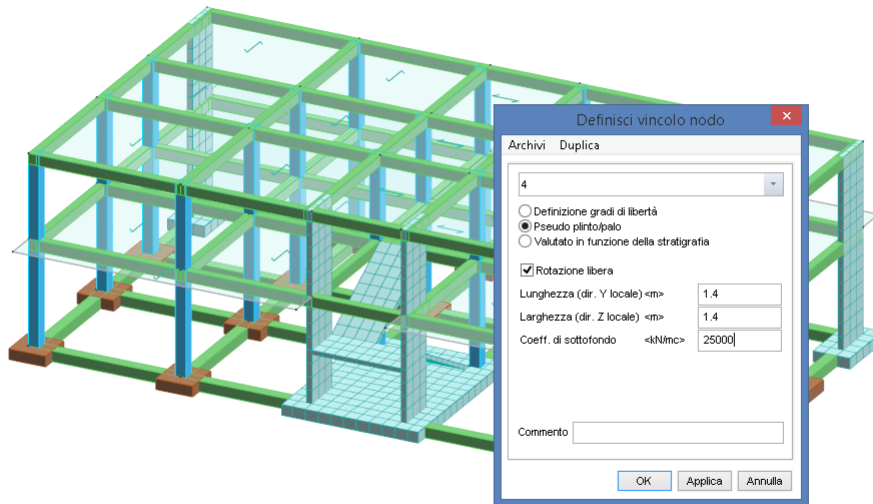 Definisci vincolo nodo
Archivi Duplica
4
Definizione gradi di libertà
Pseudo plinto/palo
Valutato in funzione della stratigrafia
Rotazione libera
Lunghezza (dir. Y locale) <m> 1.4
Larghezza (dir. Z locale) <m> 1.4
Coeff. di sottofondo <kN/mc> 25000
Commento
OK Applica Annulla